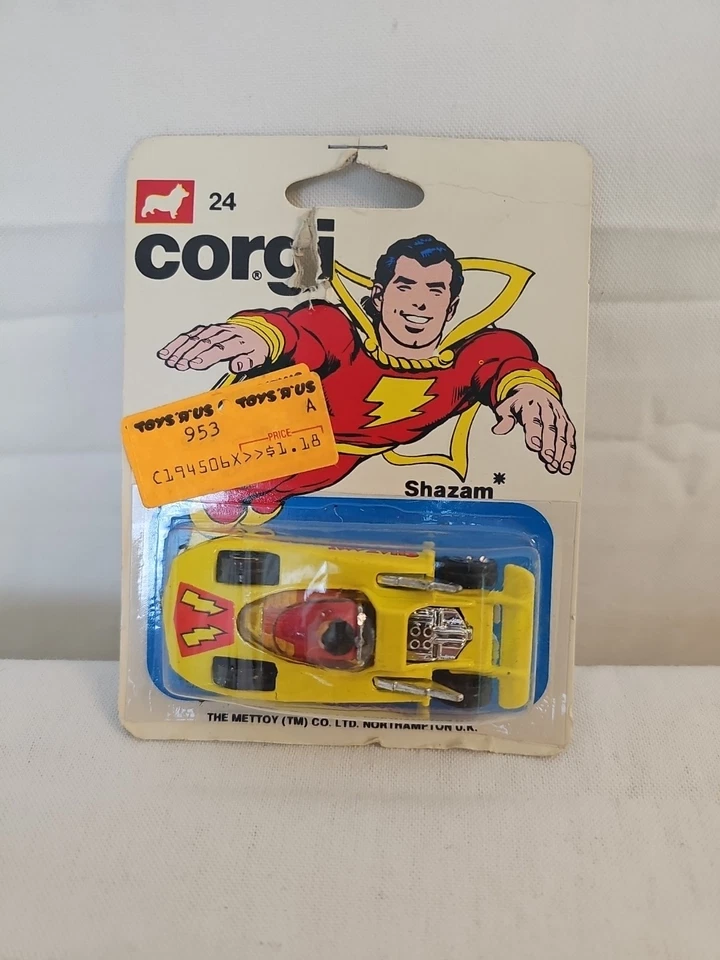 24
corgi®
TOYS"R"US TOYS"R"US
953 A
PRICE
C194506X>>$1.18
Shazam*
THE METTOY (TM) CO. LTD. NORTHAMPTON U.K.